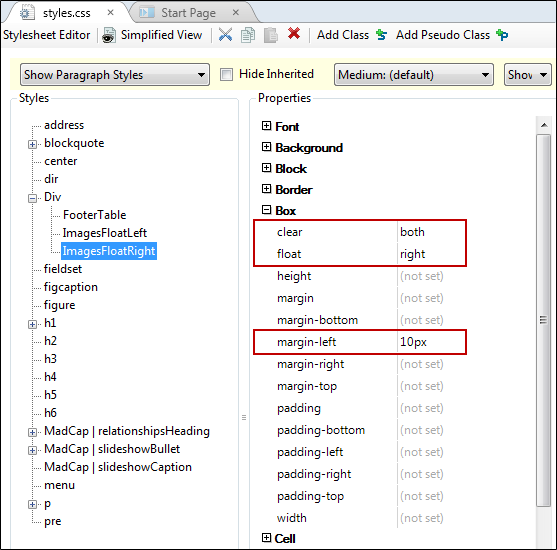 styles.css Start Page
Stylesheet Editor Simplified View Add Class Add Pseudo Class
Show Paragraph Styles Hide Inherited Medium: (default) Show
Styles
address
blockquote
center
dir
Div
FooterTable
ImagesFloatLeft
ImagesFloatRight
fieldset
figcaption
figure
h1
h2
h3
h4
h5
h6
MadCap | relationshipsHeading
MadCap | slideshowBullet
MadCap | slideshowCaption
menu
p
pre
Properties
Font
Background
Block
Border
Box
clear both
float right
height (not set)
margin (not set)
margin-bottom (not set)
margin-left 10px
margin-right (not set)
margin-top (not set)
padding (not set)
padding-bottom (not set)
padding-left (not set)
padding-right (not set)
padding-top (not set)
width (not set)
Cell